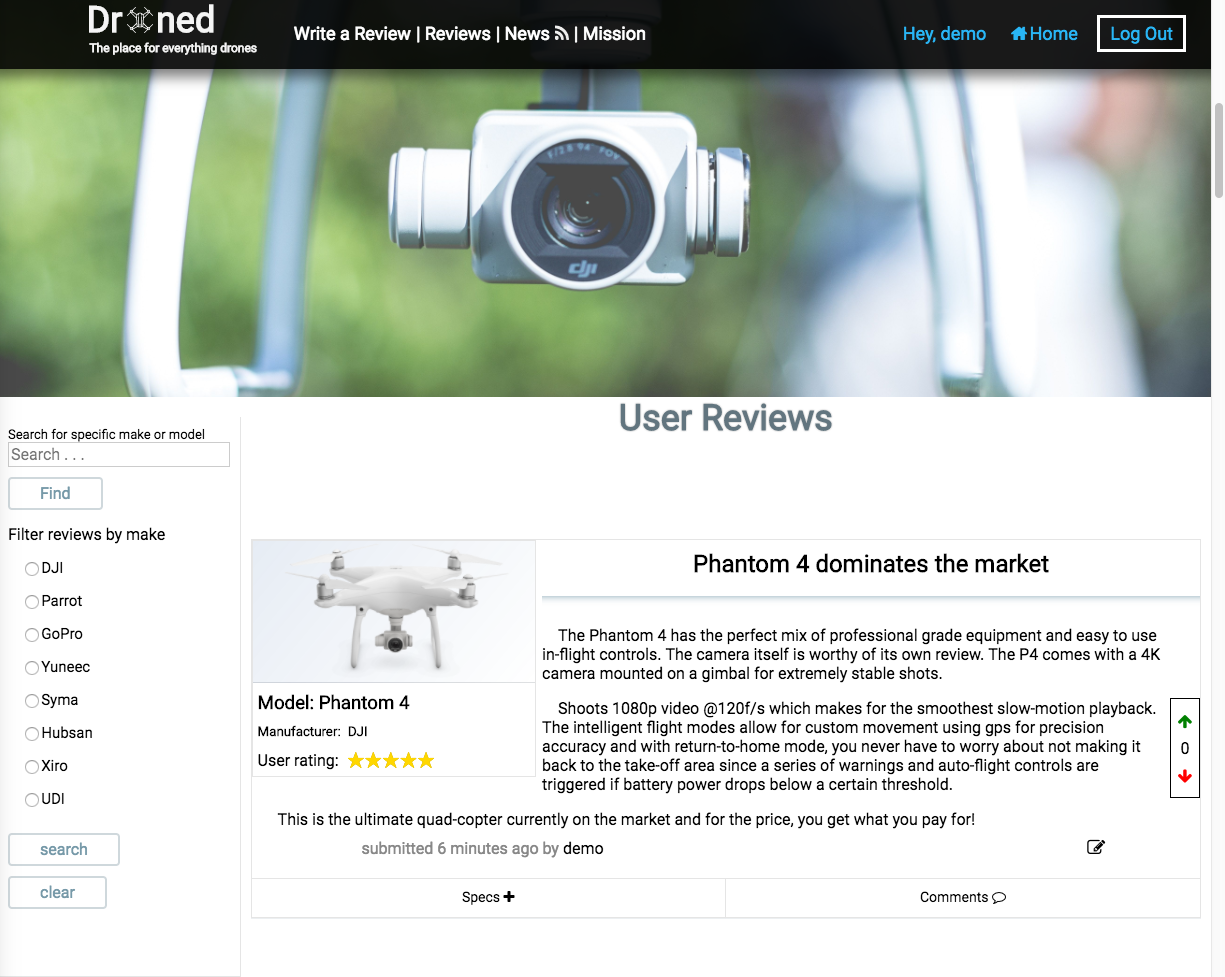 Dr ned
The place for everything drones
Write a Review | Reviews | News | Mission
Hey, demo
Home
Log Out
F/2.8 94° FOV
dji
User Reviews
Search for specific make or model
Search . . .
Find
Filter reviews by make
DJI
Parrot
GoPro
Yuneec
Syma
Hubsan
Xiro
UDI
search
clear
Model: Phantom 4
Manufacturer: DJI
User rating:
Phantom 4 dominates the market
The Phantom 4 has the perfect mix of professional grade equipment and easy to use
in-flight controls. The camera itself is worthy of its own review. The P4 comes with a 4K
camera mounted on a gimbal for extremely stable shots.
Shoots 1080p video @120f/s which makes for the smoothest slow-motion playback.
The intelligent flight modes allow for custom movement using gps for precision
accuracy and with return-to-home mode, you never have to worry about not making it
back to the take-off area since a series of warnings and auto-flight controls are
triggered if battery power drops below a certain threshold.
This is the ultimate quad-copter currently on the market and for the price, you get what you pay for!
0
submitted 6 minutes ago by demo
Specs
Comments